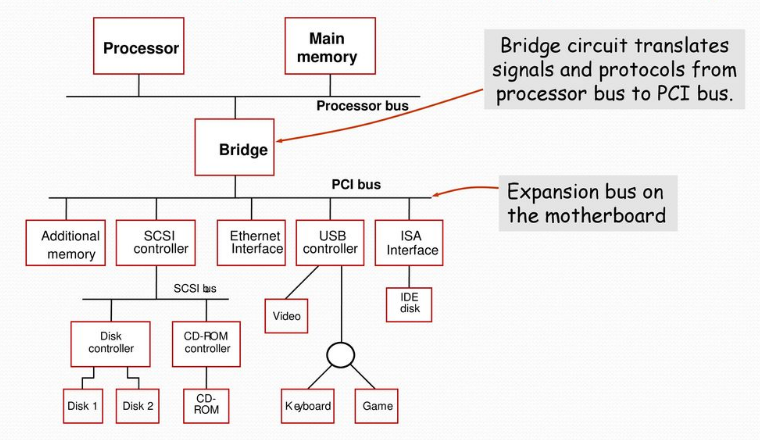 Processor
Main
memory
Bridge circuit translates
signals and protocols from
processor bus to PCI bus.
Processor bus
Bridge
PCI bus
Expansion bus on
the motherboard
Additional
memory
SCSI
controller
Ethernet
Interface
USB
controller
ISA
Interface
SCSI bus
IDE
disk
Video
Disk
controller
CD-ROM
controller
Disk 1
Disk 2
CD-
ROM
Keyboard
Game